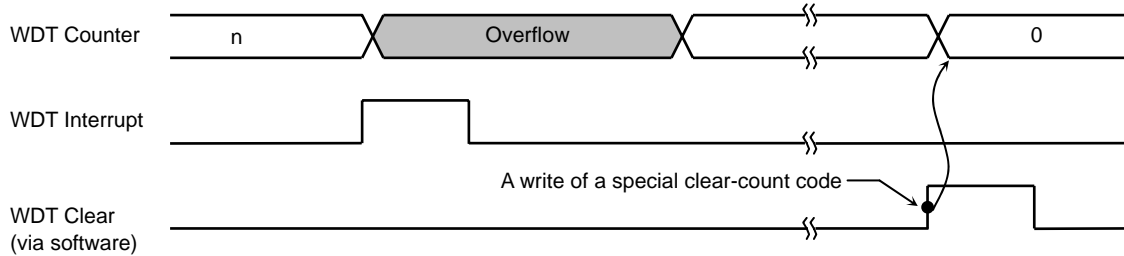 WDT Counter
n
Overflow
0
WDT Interrupt
A write of a special clear-count code
WDT Clear
(via software)